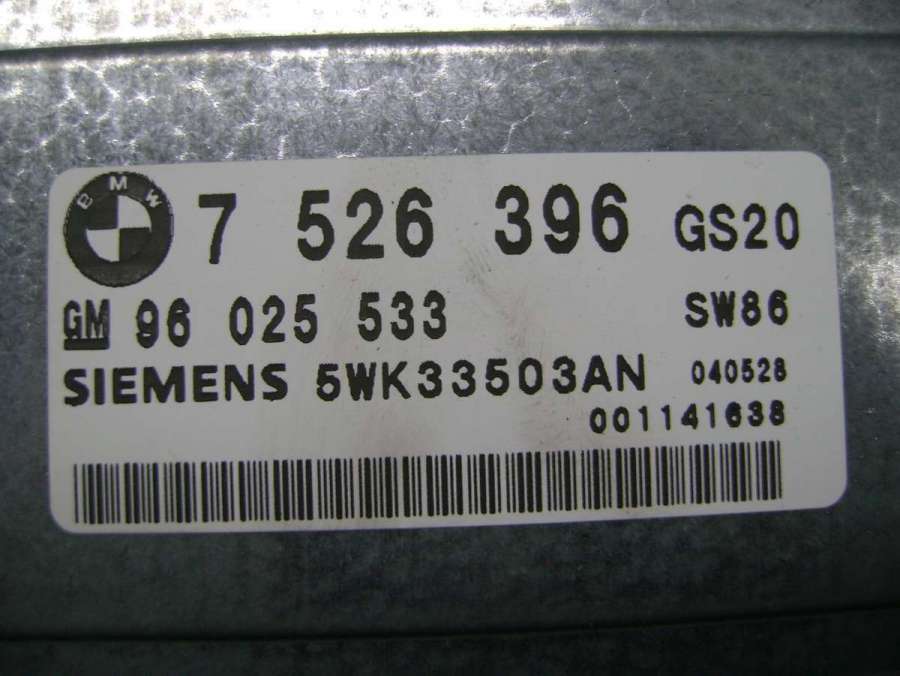 BMW 7 526 396 GS20
GM 96 025 533 SW86
SIEMENS 5WK33503AN 040528
001141638